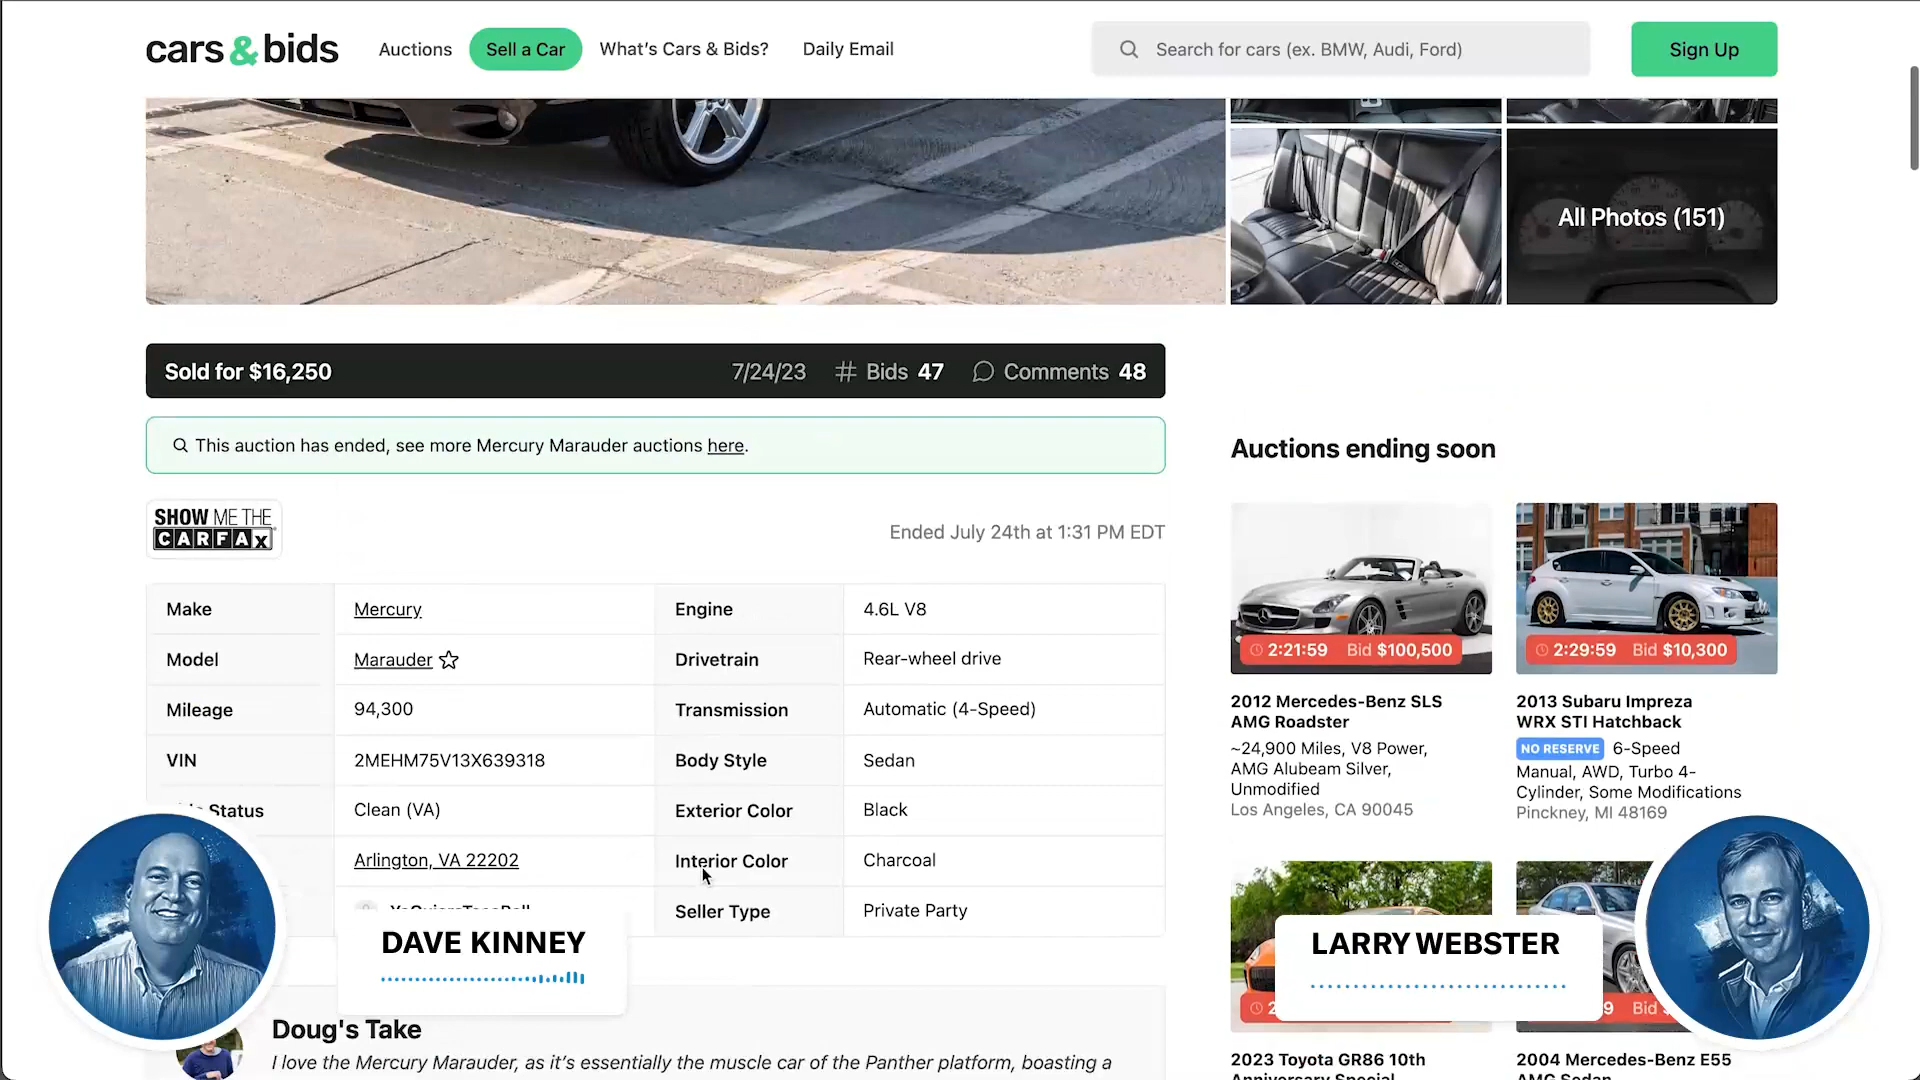 cars & bids
Auctions
Sell a Car
What's Cars & Bids?
Daily Email
Search for cars (ex. BMW, Audi, Ford)
Sign Up
All Photos (151)
Sold for $16,250
7/24/23
Bids 47
Comments 48
This auction has ended, see more Mercury Marauder auctions here.
SHOW ME THE
CARFAX
Ended July 24th at 1:31 PM EDT
Make
Mercury
Engine
4.6L V8
Model
Marauder
Drivetrain
Rear-wheel drive
Mileage
94,300
Transmission
Automatic (4-Speed)
VIN
2MEHM75V13X639318
Body Style
Sedan
Status
Clean (VA)
Exterior Color
Black
Arlington, VA 22202
Interior Color
Charcoal
Seller Type
Private Party
DAVE KINNEY
Doug's Take
I love the Mercury Marauder, as it's essentially the muscle car of the Panther platform, boasting a
Auctions ending soon
2:21:59 Bid $100,500
2012 Mercedes-Benz SLS
AMG Roadster
~24,900 Miles, V8 Power,
AMG Alubeam Silver,
Unmodified
Los Angeles, CA 90045
2:29:59 Bid $10,300
2013 Subaru Impreza
WRX STI Hatchback
NO RESERVE 6-Speed
Manual, AWD, Turbo 4-
Cylinder, Some Modifications
Pinckney, MI 48169
LARRY WEBSTER
Bid
2023 Toyota GR86 10th
Anniversary Special
2004 Mercedes-Benz E55
AMG Sedan